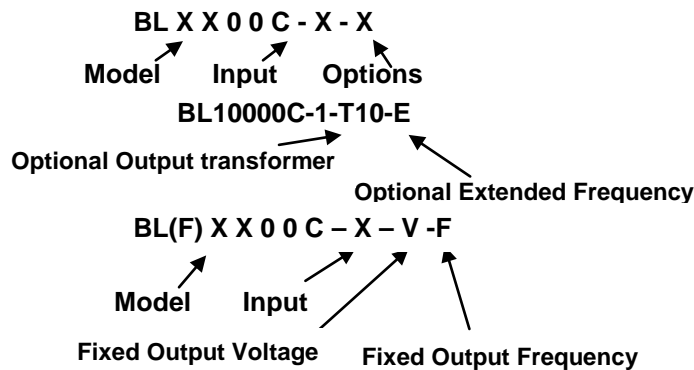 BL X X 0 0 C - X - X
Model Input Options
BL10000C-1-T10-E
Optional Output transformer
Optional Extended Frequency
BL(F) X X 0 0 C – X – V -F
Model Input
Fixed Output Voltage Fixed Output Frequency